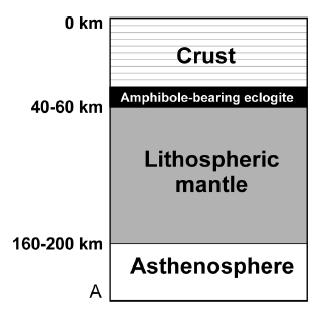 0 km
Crust
Amphibole-bearing eclogite
40-60 km
Lithospheric
mantle
160-200 km
Asthenosphere
A